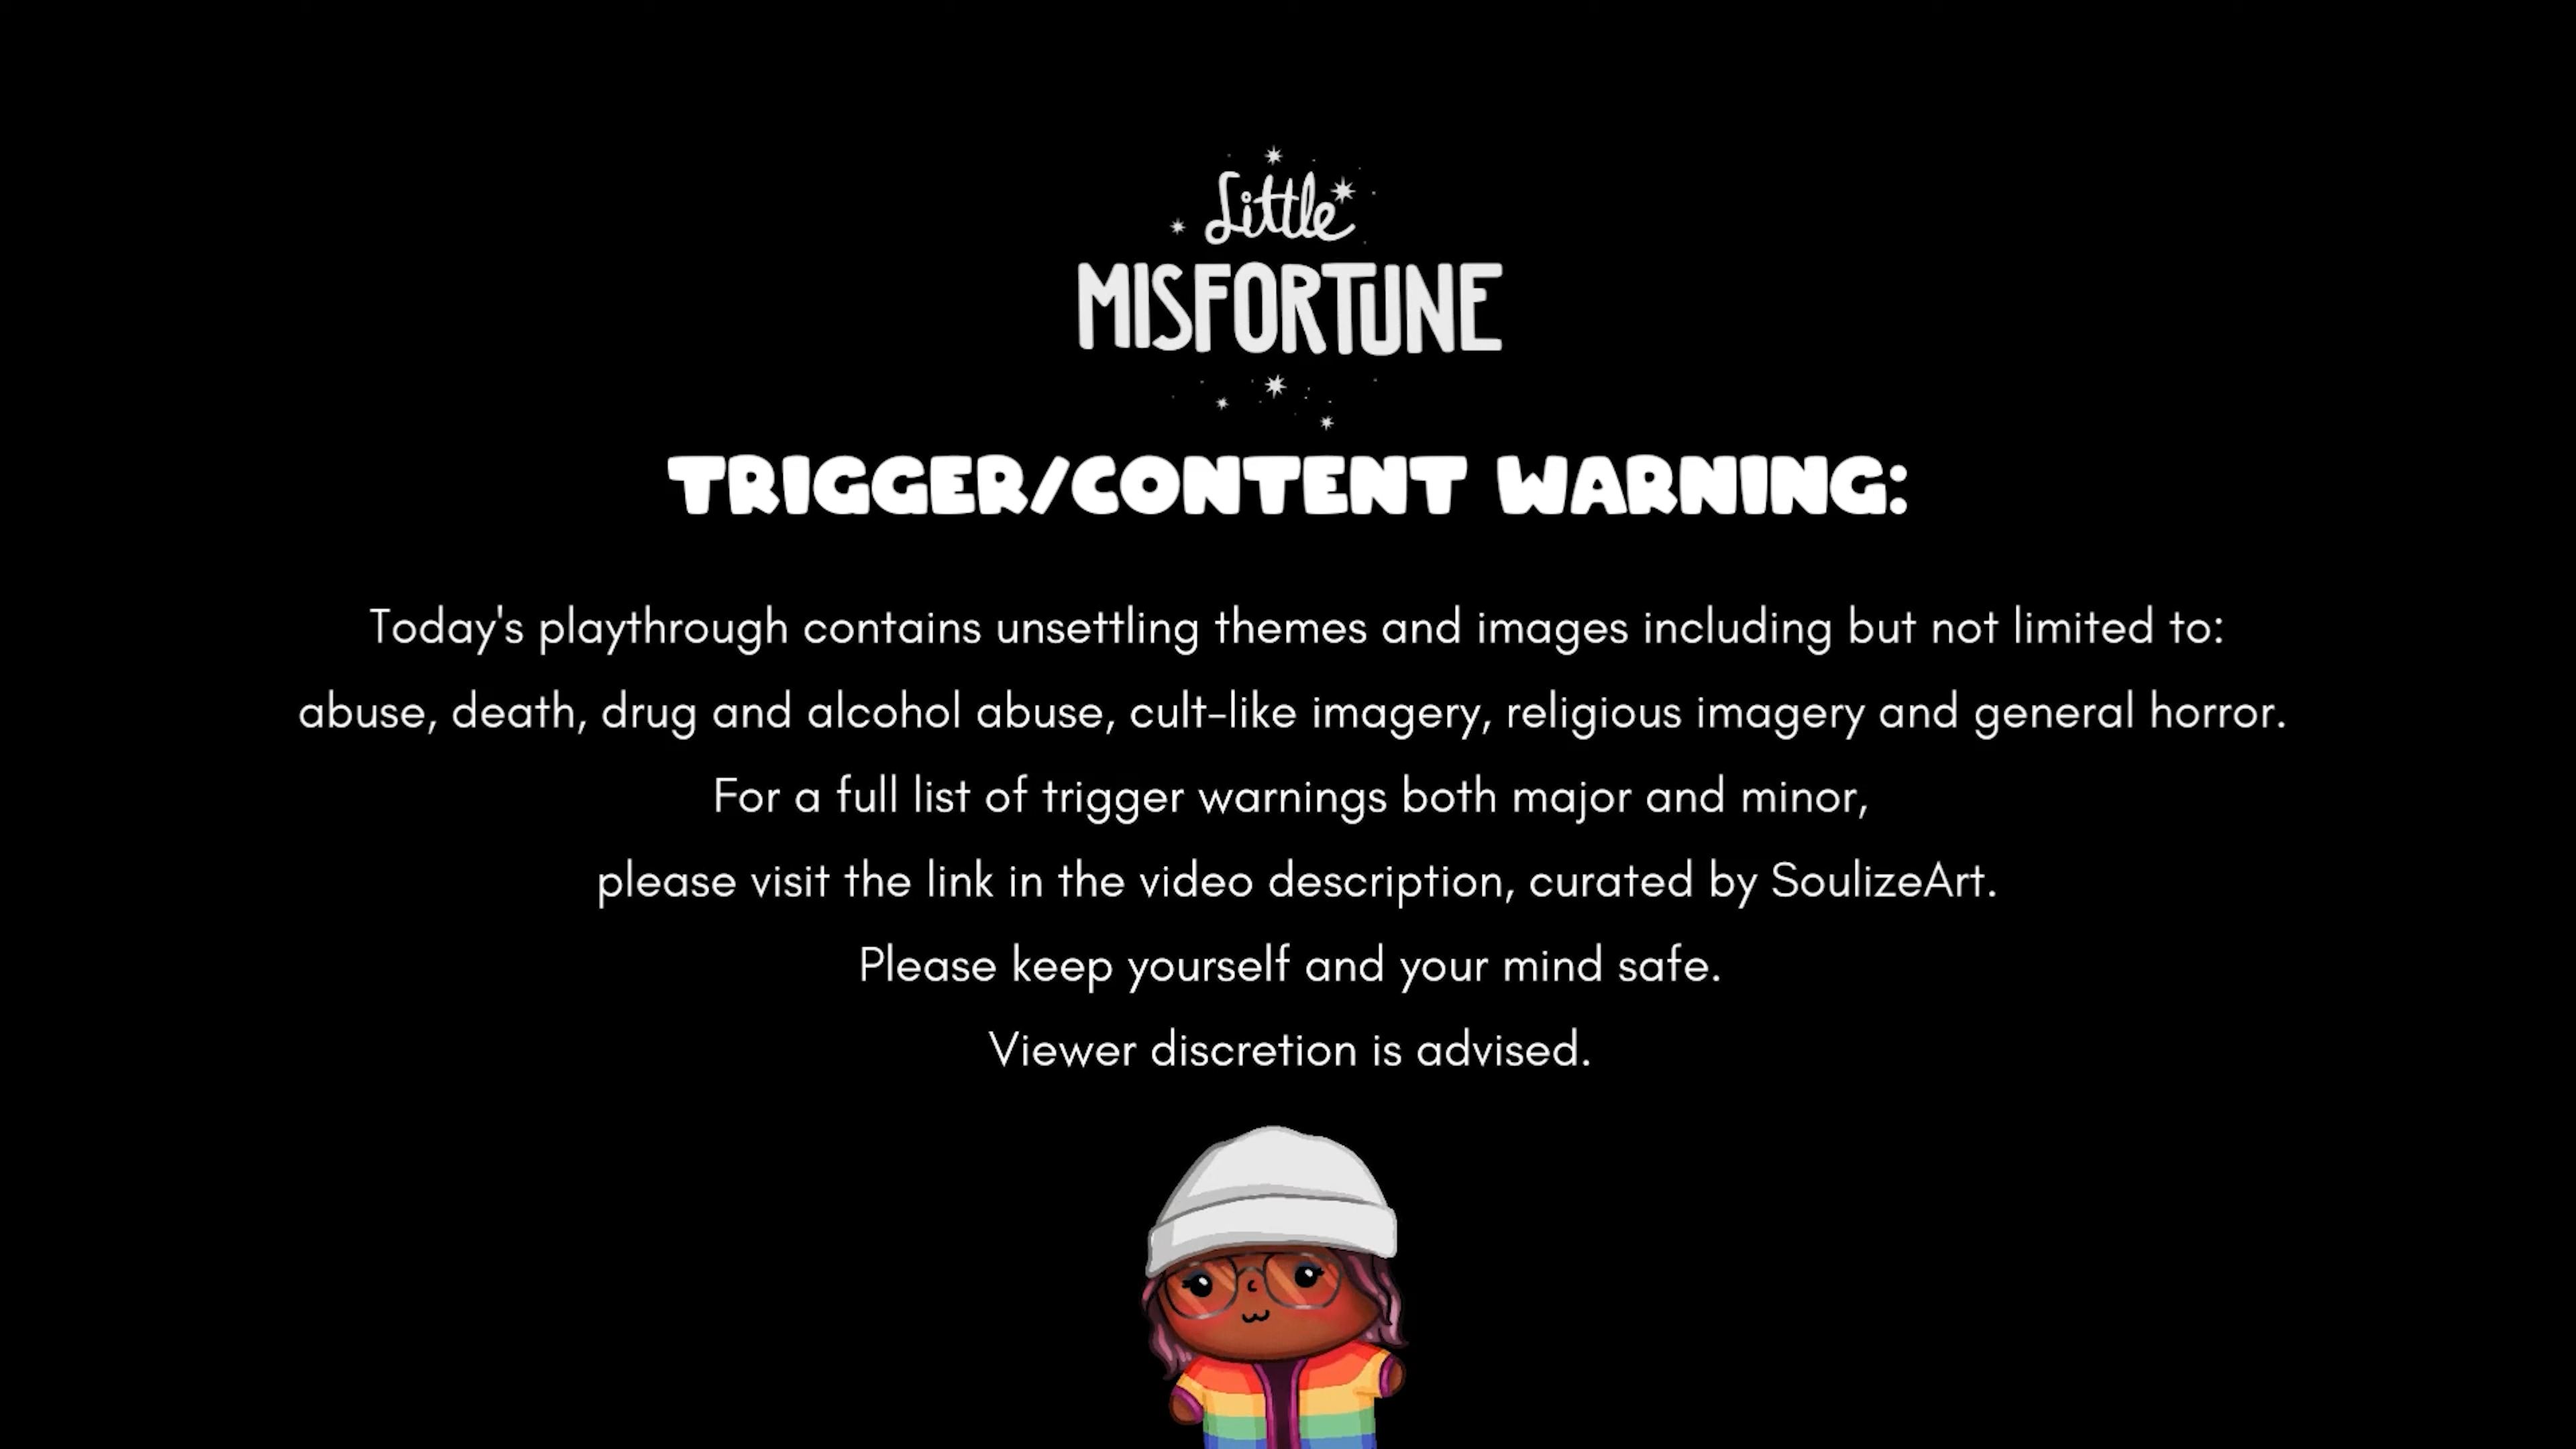 Little
MISFORTUNE
TRIGGER/CONTENT WARNING:
Today's playthrough contains unsettling themes and images including but not limited to:
abuse, death, drug and alcohol abuse, cult-like imagery, religious imagery and general horror.
For a full list of trigger warnings both major and minor,
please visit the link in the video description, curated by SoulizeArt.
Please keep yourself and your mind safe.
Viewer discretion is advised.